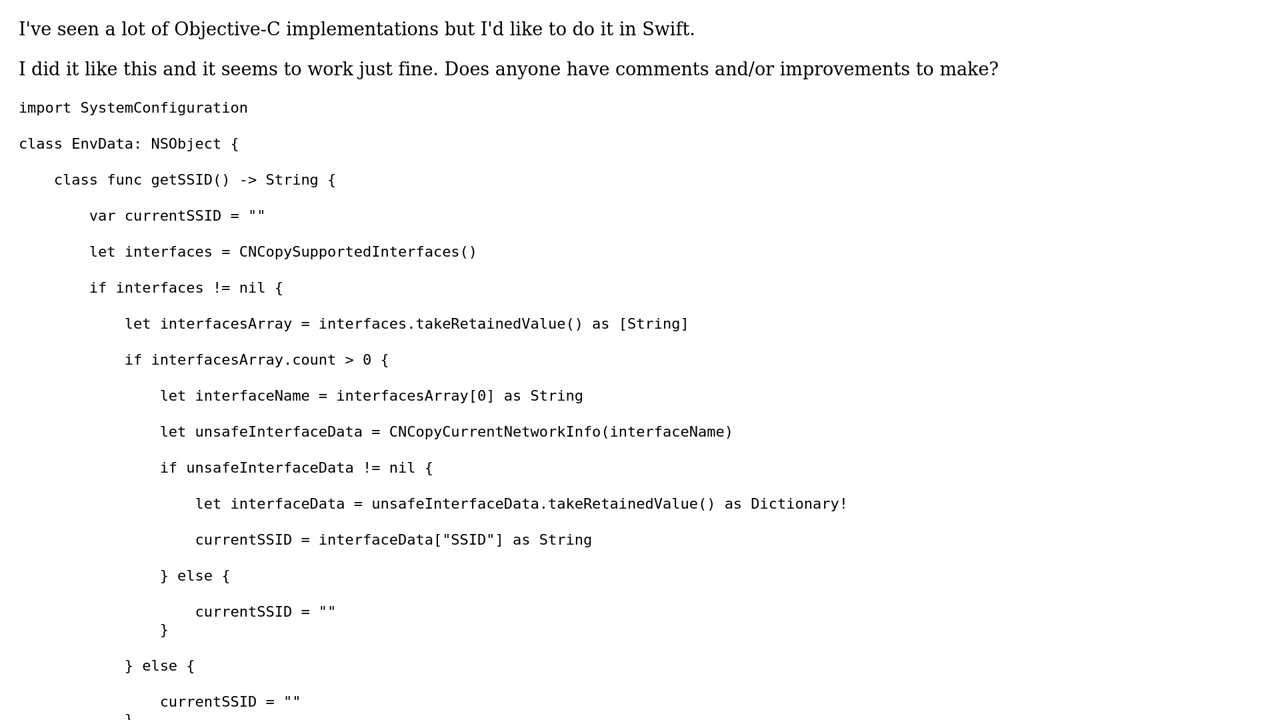 I've seen a lot of Objective-C implementations but I'd like to do it in Swift.
I did it like this and it seems to work just fine. Does anyone have comments and/or improvements to make?
import SystemConfiguration
class EnvData: NSObject {
    class func getSSID() -> String {
        var currentSSID = ""
        let interfaces = CNCopySupportedInterfaces()
        if interfaces != nil {
            let interfacesArray = interfaces.takeRetainedValue() as [String]
            if interfacesArray.count > 0 {
                let interfaceName = interfacesArray[0] as String
                let unsafeInterfaceData = CNCopyCurrentNetworkInfo(interfaceName)
                if unsafeInterfaceData != nil {
                    let interfaceData = unsafeInterfaceData.takeRetainedValue() as Dictionary!
                    currentSSID = interfaceData["SSID"] as String
                } else {
                    currentSSID = ""
                }
            } else {
                currentSSID = ""
            }